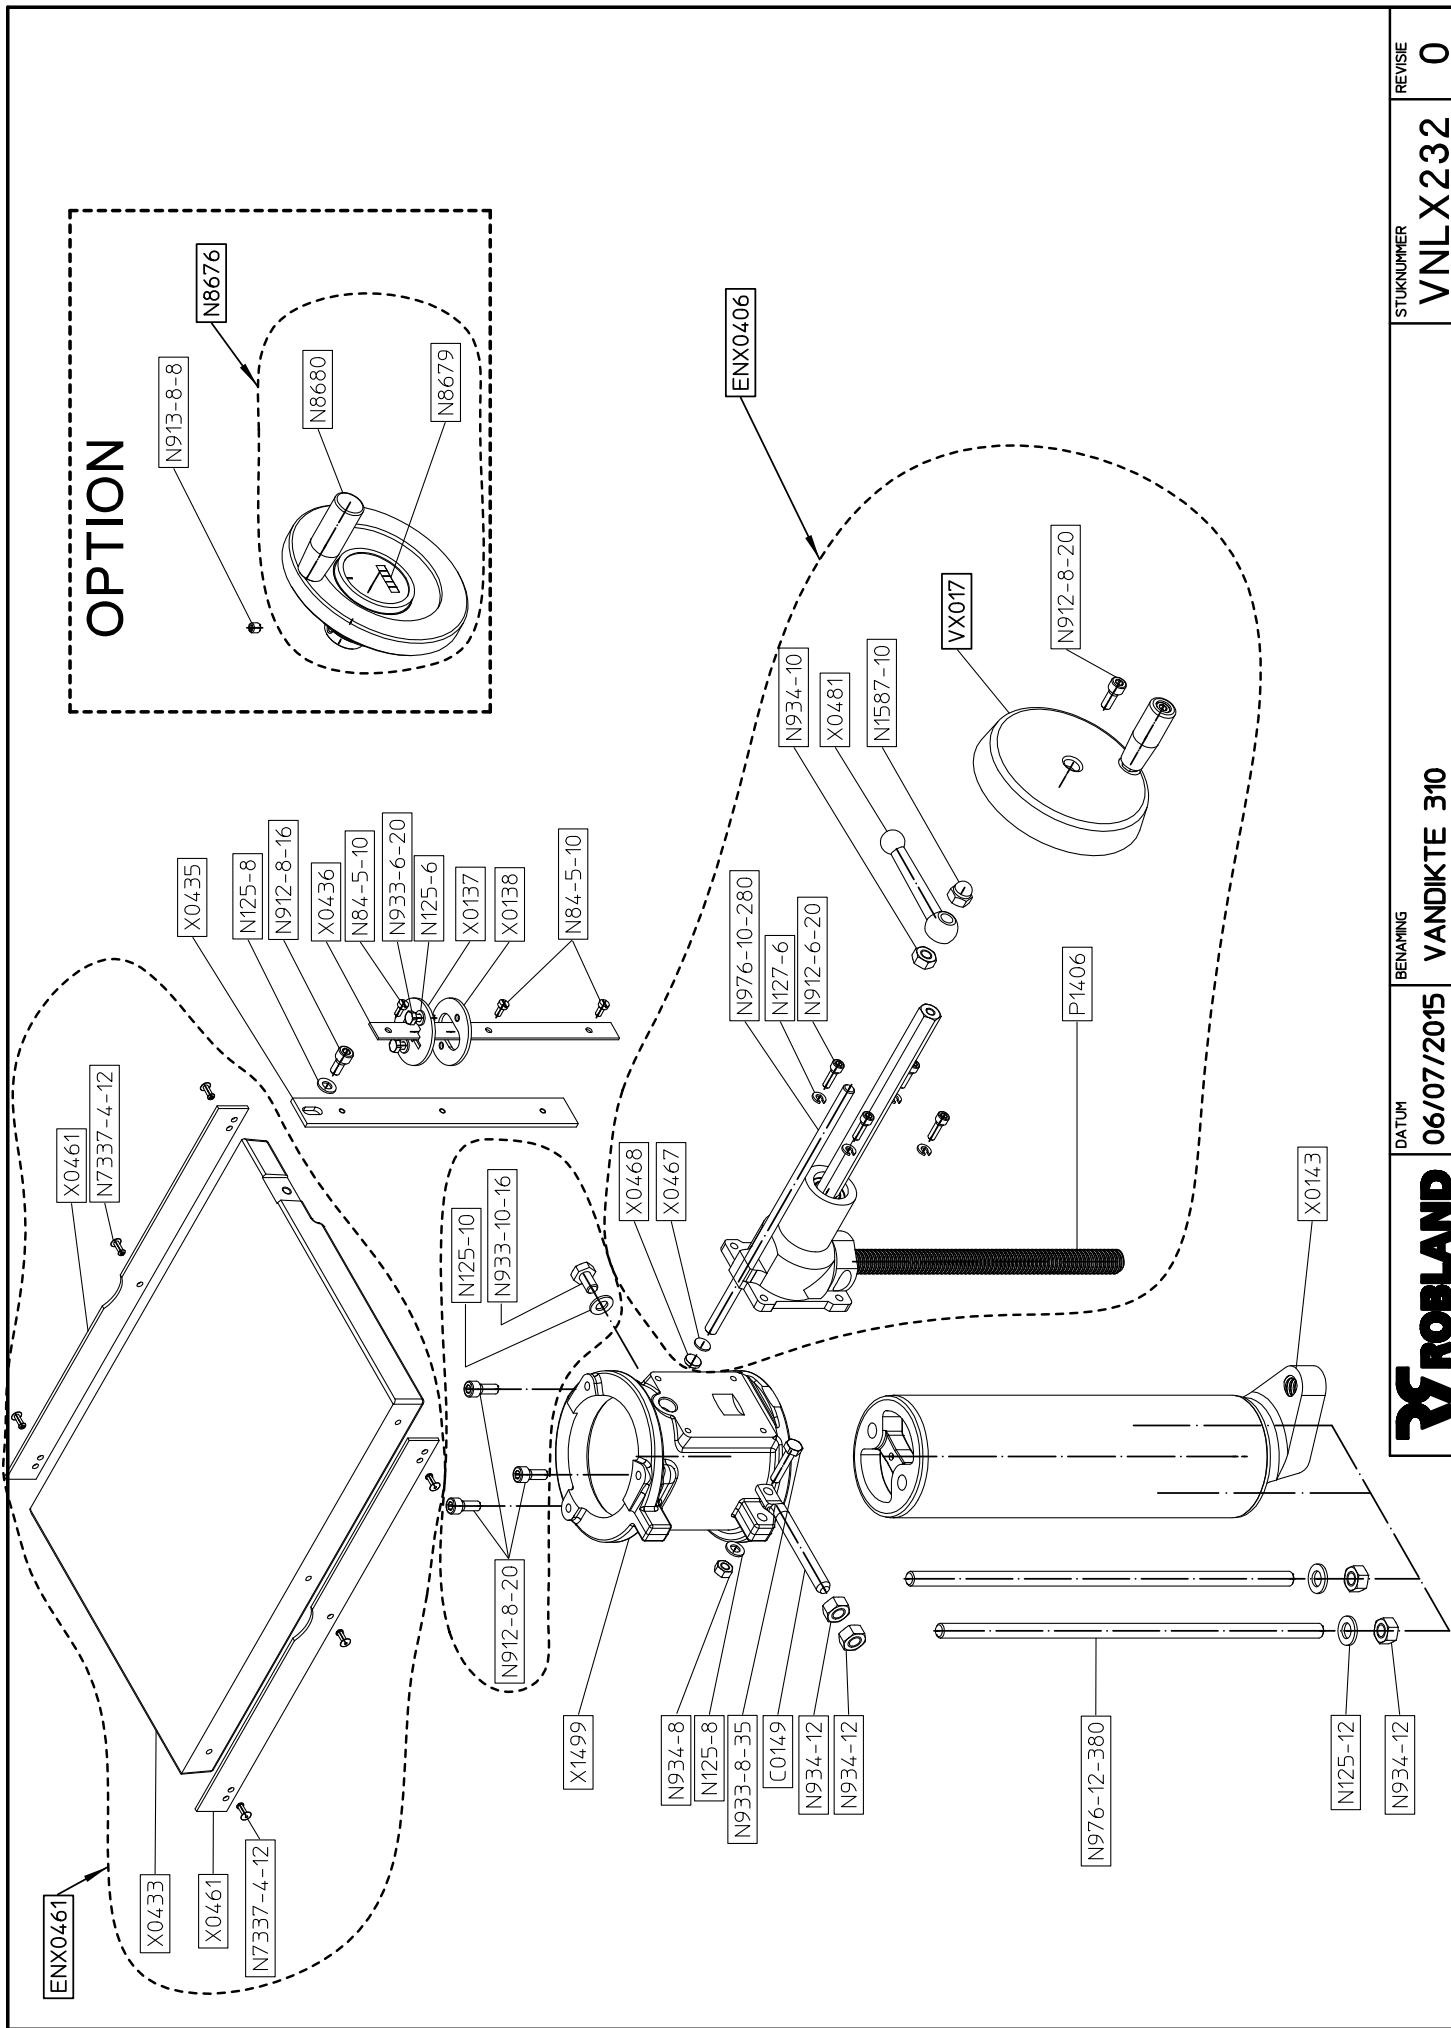 OPTION
N913-8-8
N8676
N8680
N8679
ENX0461
X0433
X0461
N7337-4-12
X0461
N7337-4-12
X0435
N125-8
N912-8-16
X0436
N84-5-10
N933-6-20
N125-6
X0137
X0138
N84-5-10
ENX0406
N125-10
N933-10-16
N912-8-20
X1499
X0468
X0467
N976-10-280
N127-6
N912-6-20
N934-10
X0481
N1587-10
VX017
N912-8-20
P1406
N934-8
N125-8
N933-8-35
C0149
N934-12
N934-12
X0143
N976-12-380
N125-12
N934-12
ROBLAND
DATUM
06/07/2015
BENAMING
VANDIKTE 310
STUKNUMMER
VNLX232
REVISIE
0